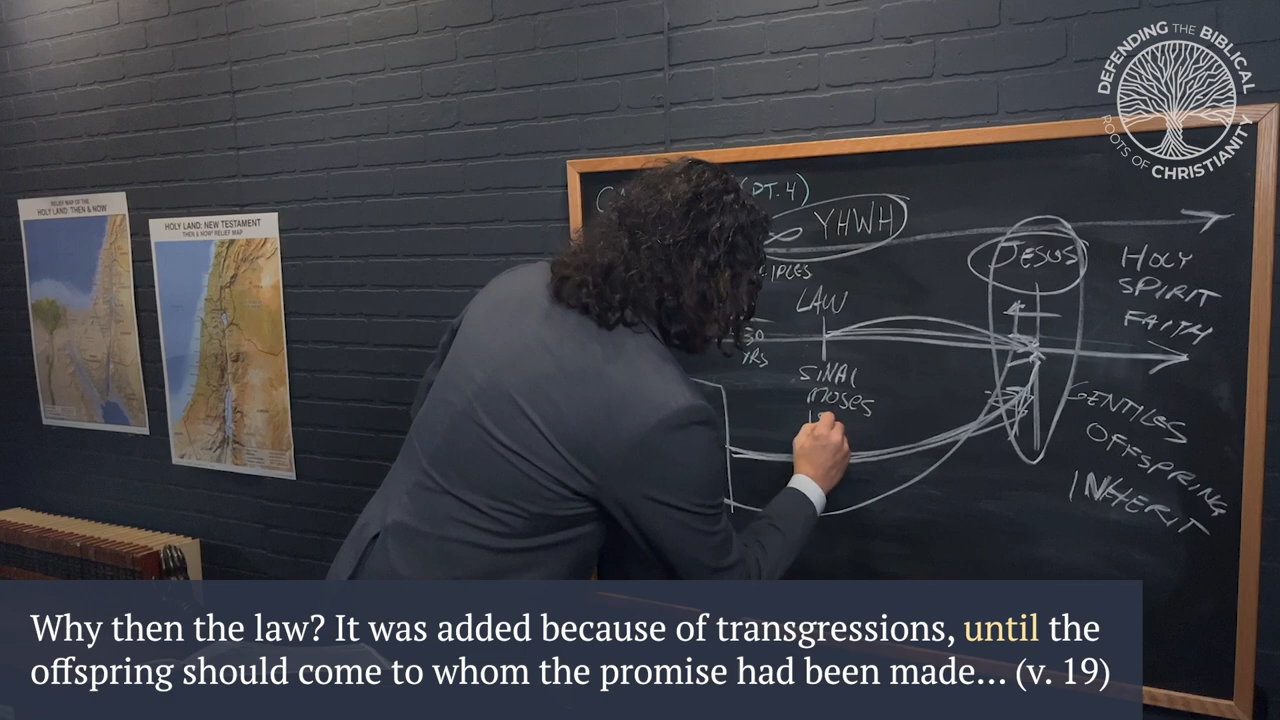 DEFENDING THE BIBLICAL
ROOTS OF CHRISTIANITY
RELIEF MAP OF THE
HOLY LAND: THEN & NOW
HOLY LAND: NEW TESTAMENT
THEN & NOW RELIEF MAP
(PT. 4)
YHWH
JESUS
HOLY
SPIRIT
FAITH
LAW
YRS
SINAI
MOSES
GENTILES
OFFSPRING
INHERIT
Why then the law? It was added because of transgressions, until the
offspring should come to whom the promise had been made... (v. 19)